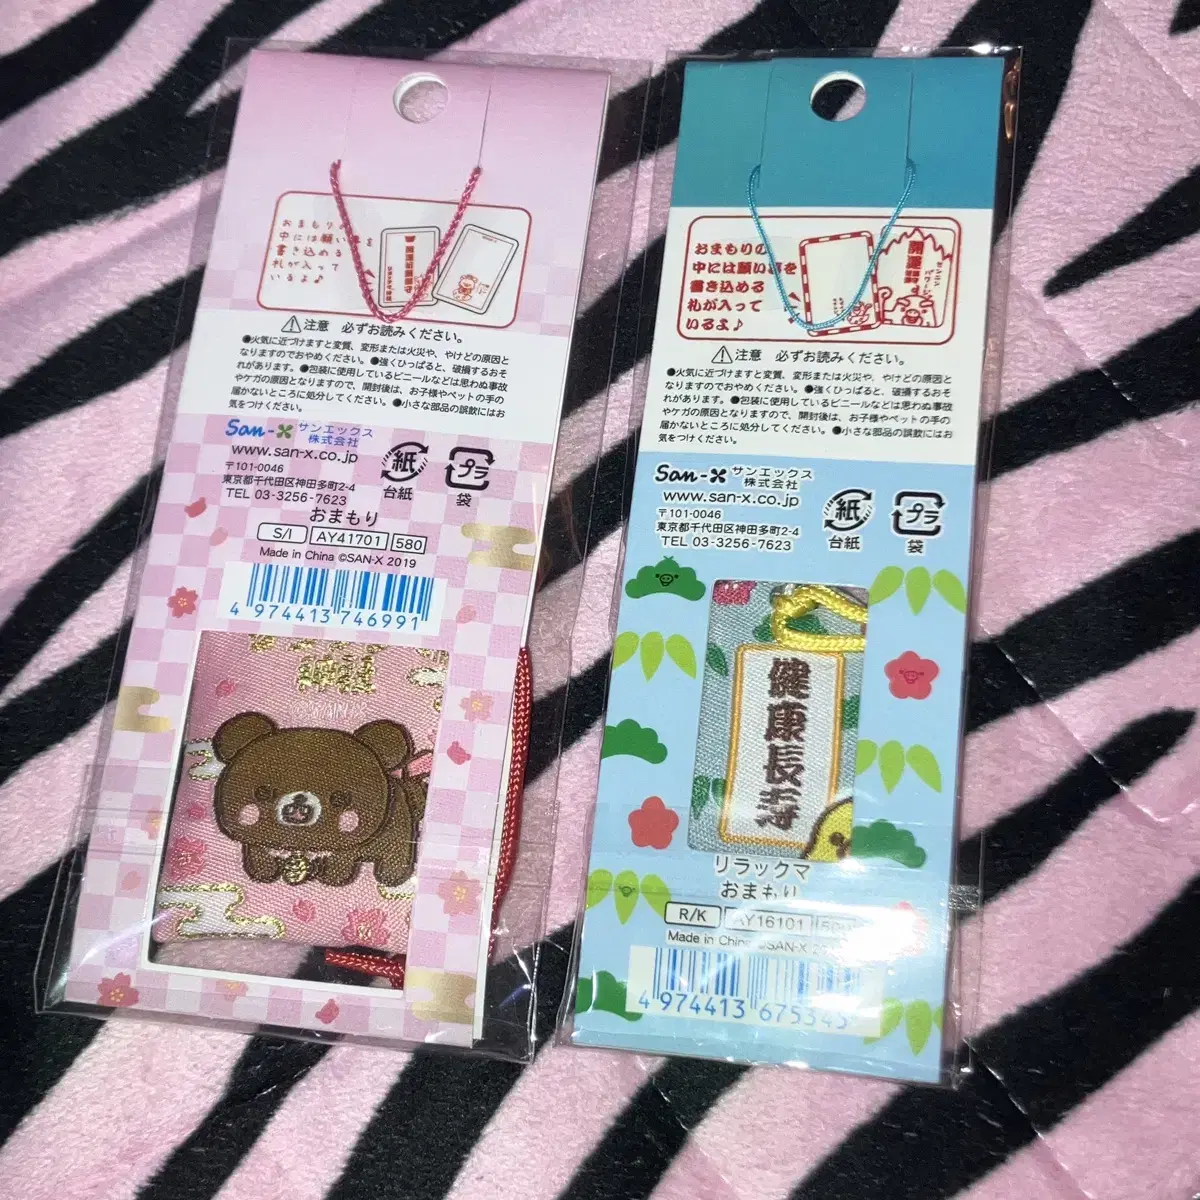 おまもりの
中には願い事を
書き込める
札が入って
いるよ♪
⚠注意 必ずお読みください。
●火気に近づけますと変質、変形または火災や、やけどの原因と
なりますのでおやめください。●強くひっぱると、破損するおそ
れがあります。●包装に使用しているビニールなどは思わぬ事故
やケガの原因となりますので、開封後は、お子様やペットの手の
届かないところに処分してください。●小さな部品の誤飲にはお
気をつけください。
San-X サンエックス
株式会社
www.san-x.co.jp
〒101-0046
東京都千代田区神田多町2-4
TEL 03-3256-7623
紙
台紙
プラ
袋
おまもり
S/I AY41701 580
Made in China ©SAN-X 2019
4 974413 746991
おまもりの
中には願い事を
書き込める
札が入って
いるよ♪
開運
⚠注意 必ずお読みください。
●火気に近づけますと変質、変形または火災や、やけどの原因と
なりますのでおやめください。●強くひっぱると、破損するおそ
れがあります。●包装に使用しているビニールなどは思わぬ事故
やケガの原因となりますので、開封後は、お子様やペットの手の
届かないところに処分してください。●小さな部品の誤飲にはお
気をつけください。
San-X サンエックス
株式会社
www.san-x.co.jp
〒101-0046
東京都千代田区神田多町2-4
TEL 03-3256-7623
紙
台紙
プラ
袋
健康長寿
リラックマ
おまもり
R/K AY16101
Made in China ©SAN-X
4 974413 675345